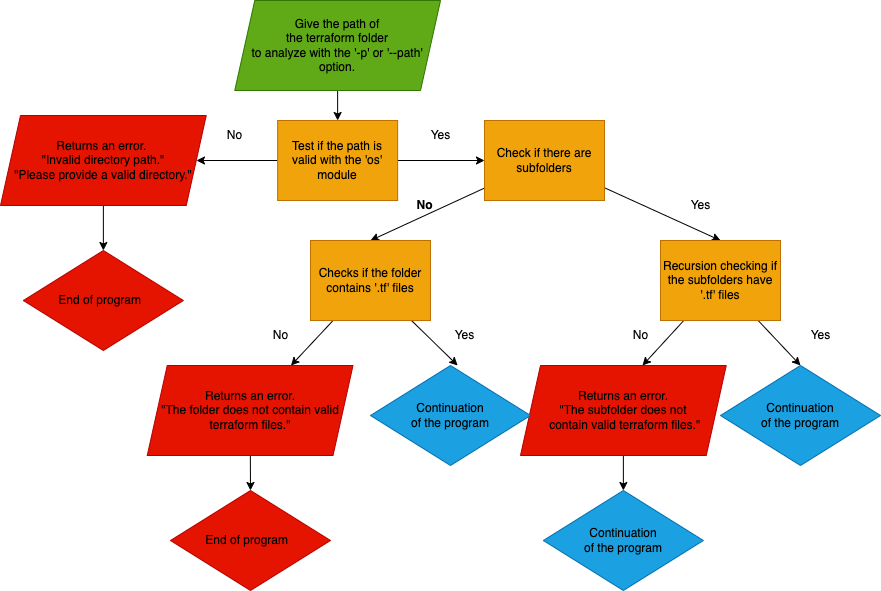 Give the path of
the terraform folder
to analyze with the '-p' or '--path'
option.
No
Test if the path is
valid with the 'os'
module
Yes
Check if there are
subfolders
Returns an error.
"Invalid directory path."
"Please provide a valid directory."
End of program
No
Yes
Checks if the folder
contains '.tf' files
Recursion checking if
the subfolders have
'.tf' files
No
Yes
No
Yes
Returns an error.
"The folder does not contain valid
terraform files."
Continuation
of the program
Returns an error.
"The subfolder does not
contain valid terraform files."
Continuation
of the program
End of program
Continuation
of the program